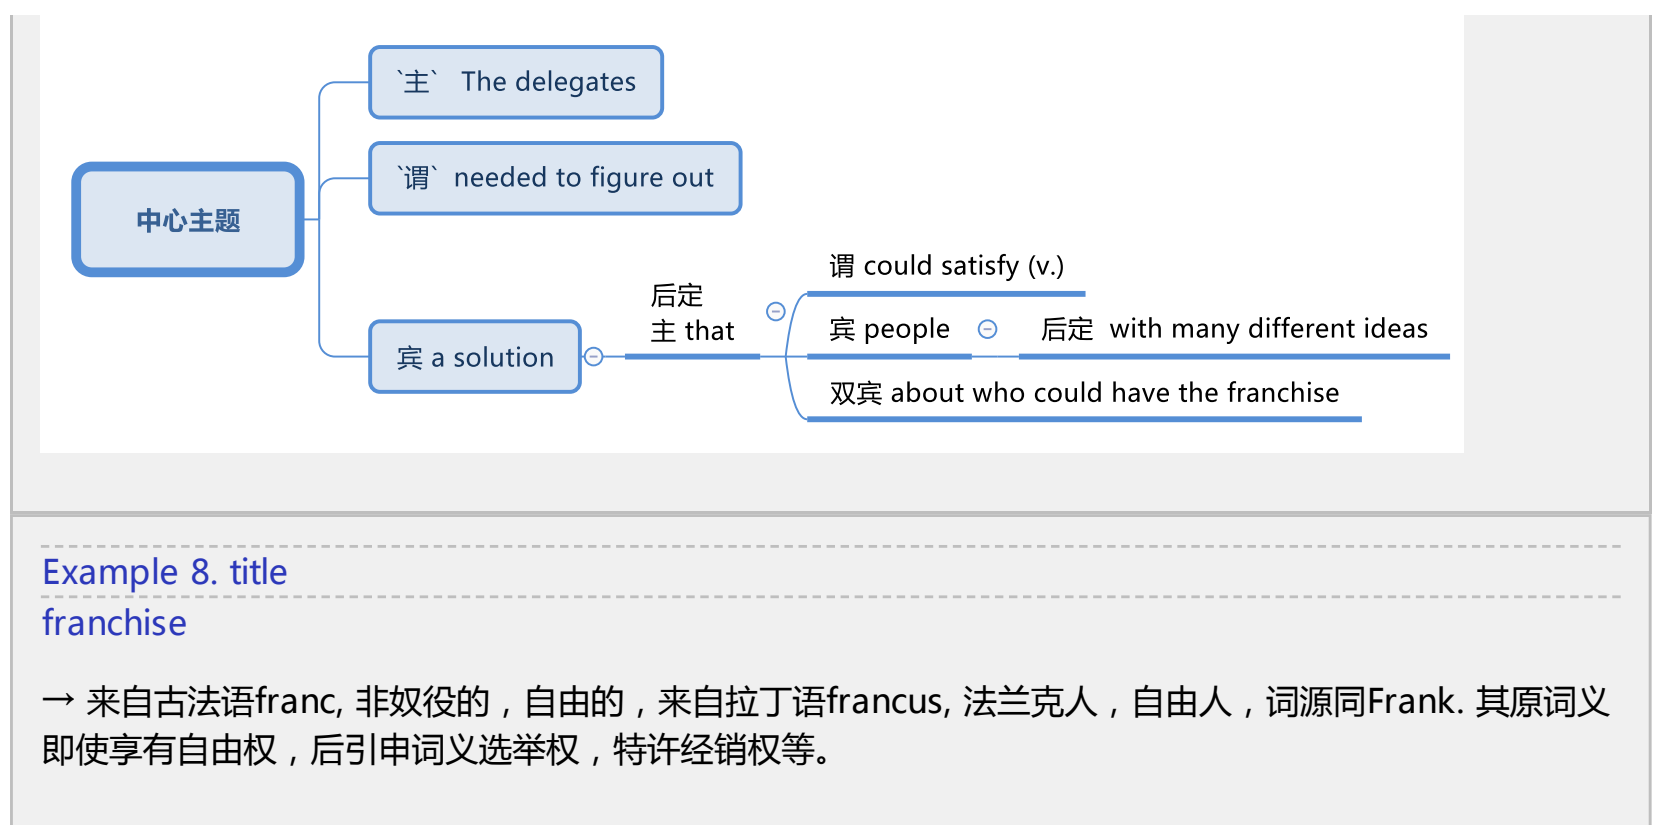 `主`   The delegates
`谓`  needed to figure out
中心主题
谓 could satisfy (v.)
后定
主 that
宾 people
后定  with many different ideas
宾 a solution
双宾 about who could have the franchise
Example 8. title
franchise
→ 来自古法语franc, 非奴役的，自由的，来自拉丁语francus, 法兰克人，自由人，词源同Frank. 其原词义
即使享有自由权，后引申词义选举权，特许经销权等。